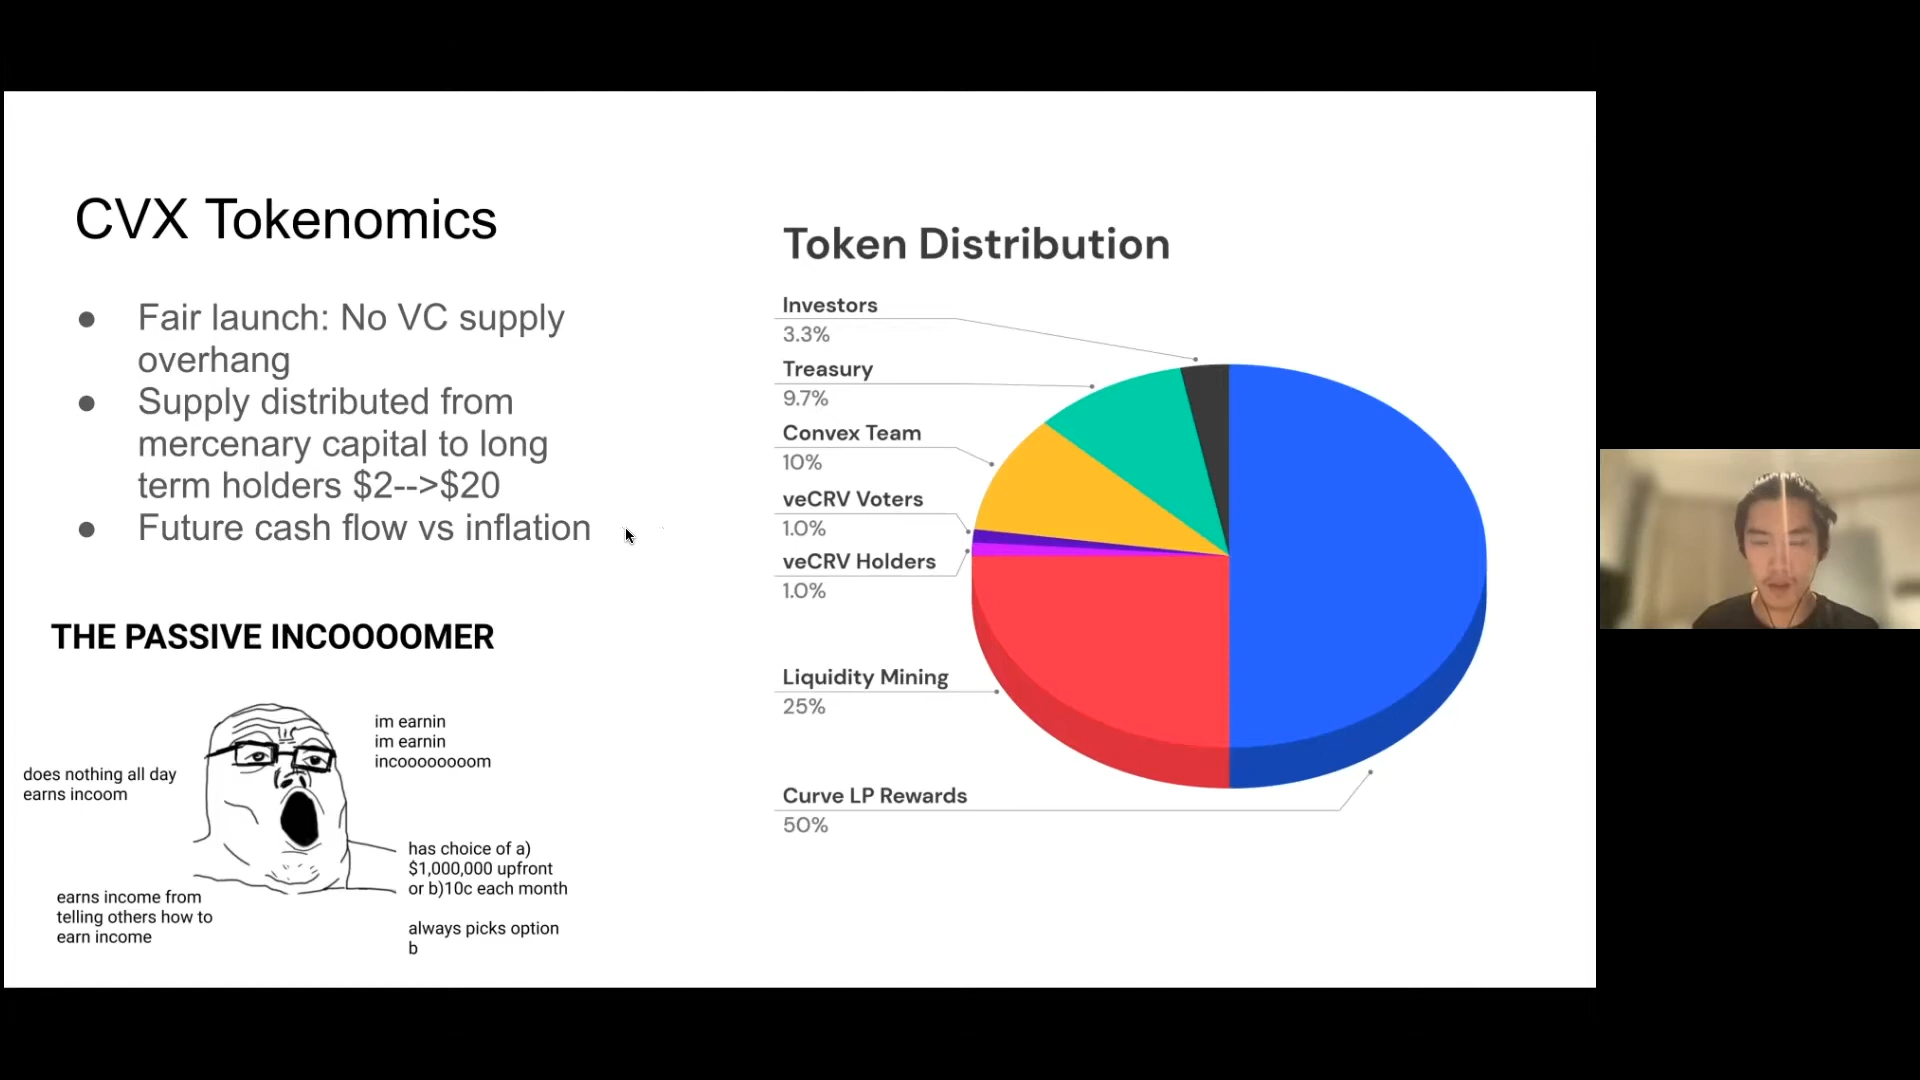 CVX Tokenomics
● Fair launch: No VC supply
overhang
● Supply distributed from
mercenary capital to long
term holders $2-->$20
● Future cash flow vs inflation
THE PASSIVE INCOOOOMER
im earnin
im earnin
incooooooooom
does nothing all day
earns incoom
has choice of a)
$1,000,000 upfront
or b)10c each month
always picks option
b
earns income from
telling others how to
earn income
Token Distribution
Investors
3.3%
Treasury
9.7%
Convex Team
10%
veCRV Voters
1.0%
veCRV Holders
1.0%
Liquidity Mining
25%
Curve LP Rewards
50%